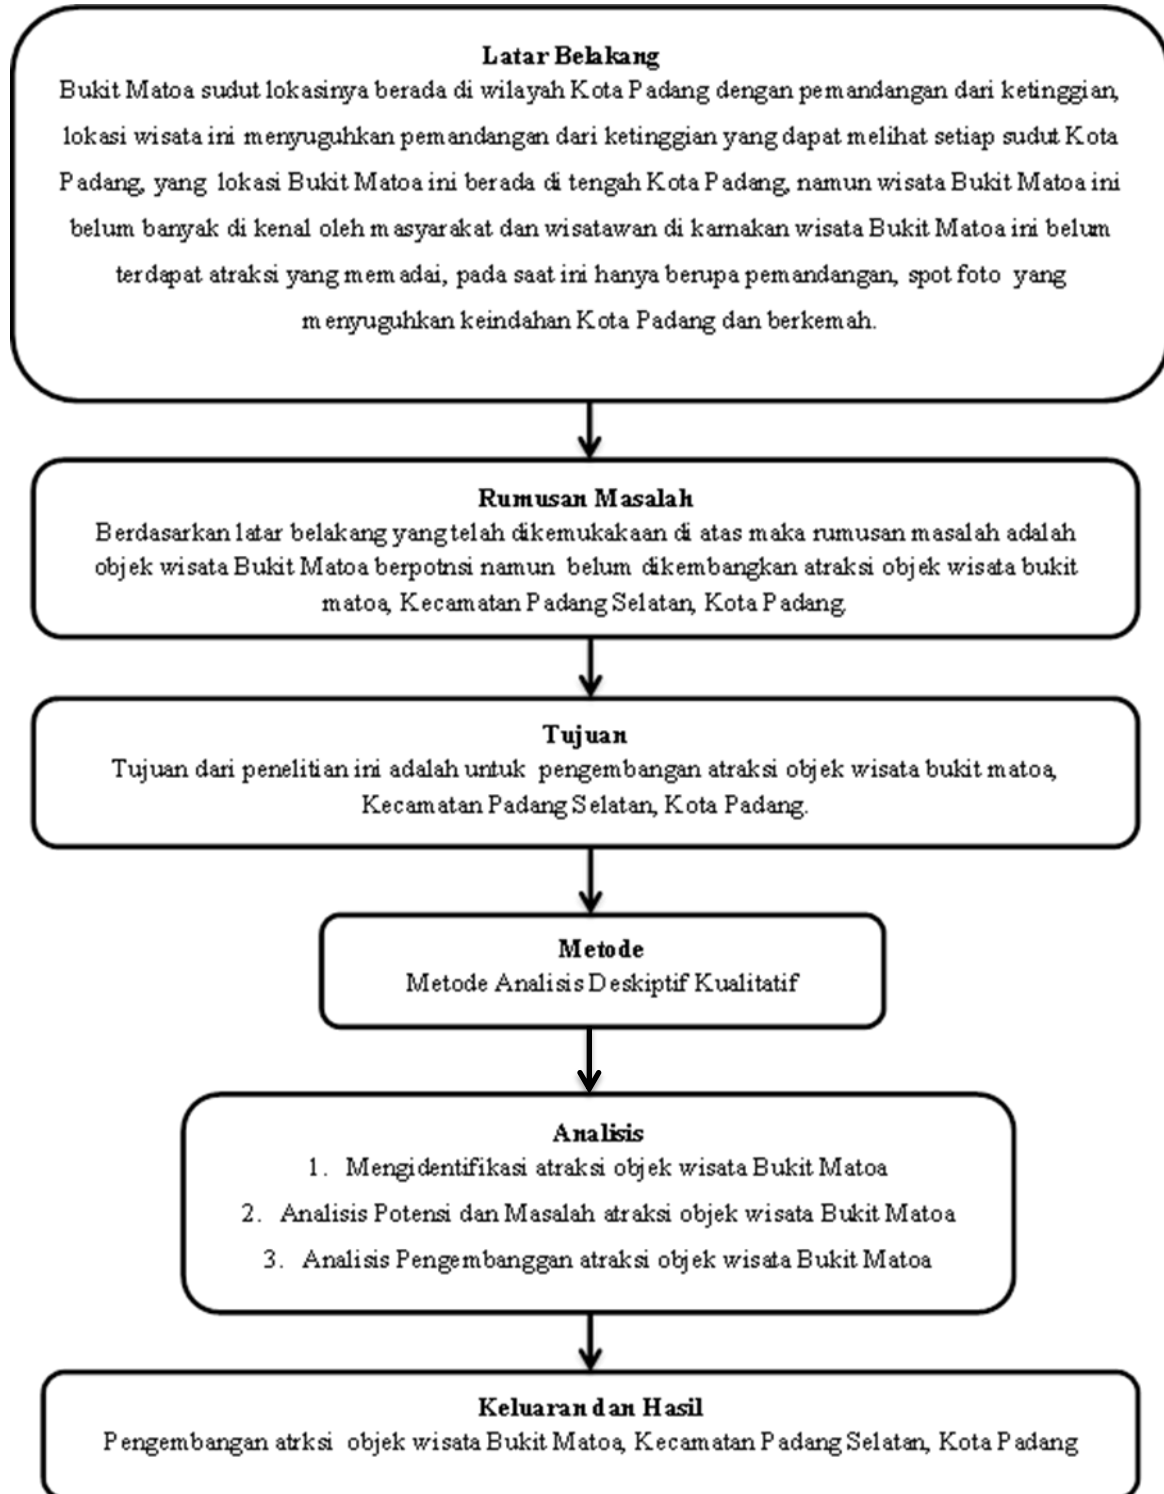 Latar Belakang
Bukit Matoa sudut lokasinya berada di wilayah Kota Padang dengan pemandangan dari ketinggian,
lokasi wisata ini menyuguhkan pemandangan dari ketinggian yang dapat melihat setiap sudut Kota
Padang, yang lokasi Bukit Matoa ini berada di tengah Kota Padang, namun wisata Bukit Matoa ini
belum banyak di kenal oleh masyarakat dan wisatawan di karnakan wisata Bukit Matoa ini belum
terdapat atraksi yang memadai, pada saat ini hanya berupa pemandangan, spot foto yang
menyuguhkan keindahan Kota Padang dan berkemah.
Rumusan Masalah
Berdasarkan latar belakang yang telah dikemukakaan di atas maka rumusan masalah adalah
objek wisata Bukit Matoa berpotnsi namun belum dikembangkan atraksi objek wisata bukit
matoa, Kecamatan Padang Selatan, Kota Padang.
Tujuan
Tujuan dari penelitian ini adalah untuk pengembangan atraksi objek wisata bukit matoa,
Kecamatan Padang Selatan, Kota Padang.
Metode
Metode Analisis Deskiptif Kualitatif
Analisis
1. Mengidentifikasi atraksi objek wisata Bukit Matoa
2. Analisis Potensi dan Masalah atraksi objek wisata Bukit Matoa
3. Analisis Pengembanggan atraksi objek wisata Bukit Matoa
Keluaran dan Hasil
Pengembangan atrksi objek wisata Bukit Matoa, Kecamatan Padang Selatan, Kota Padang